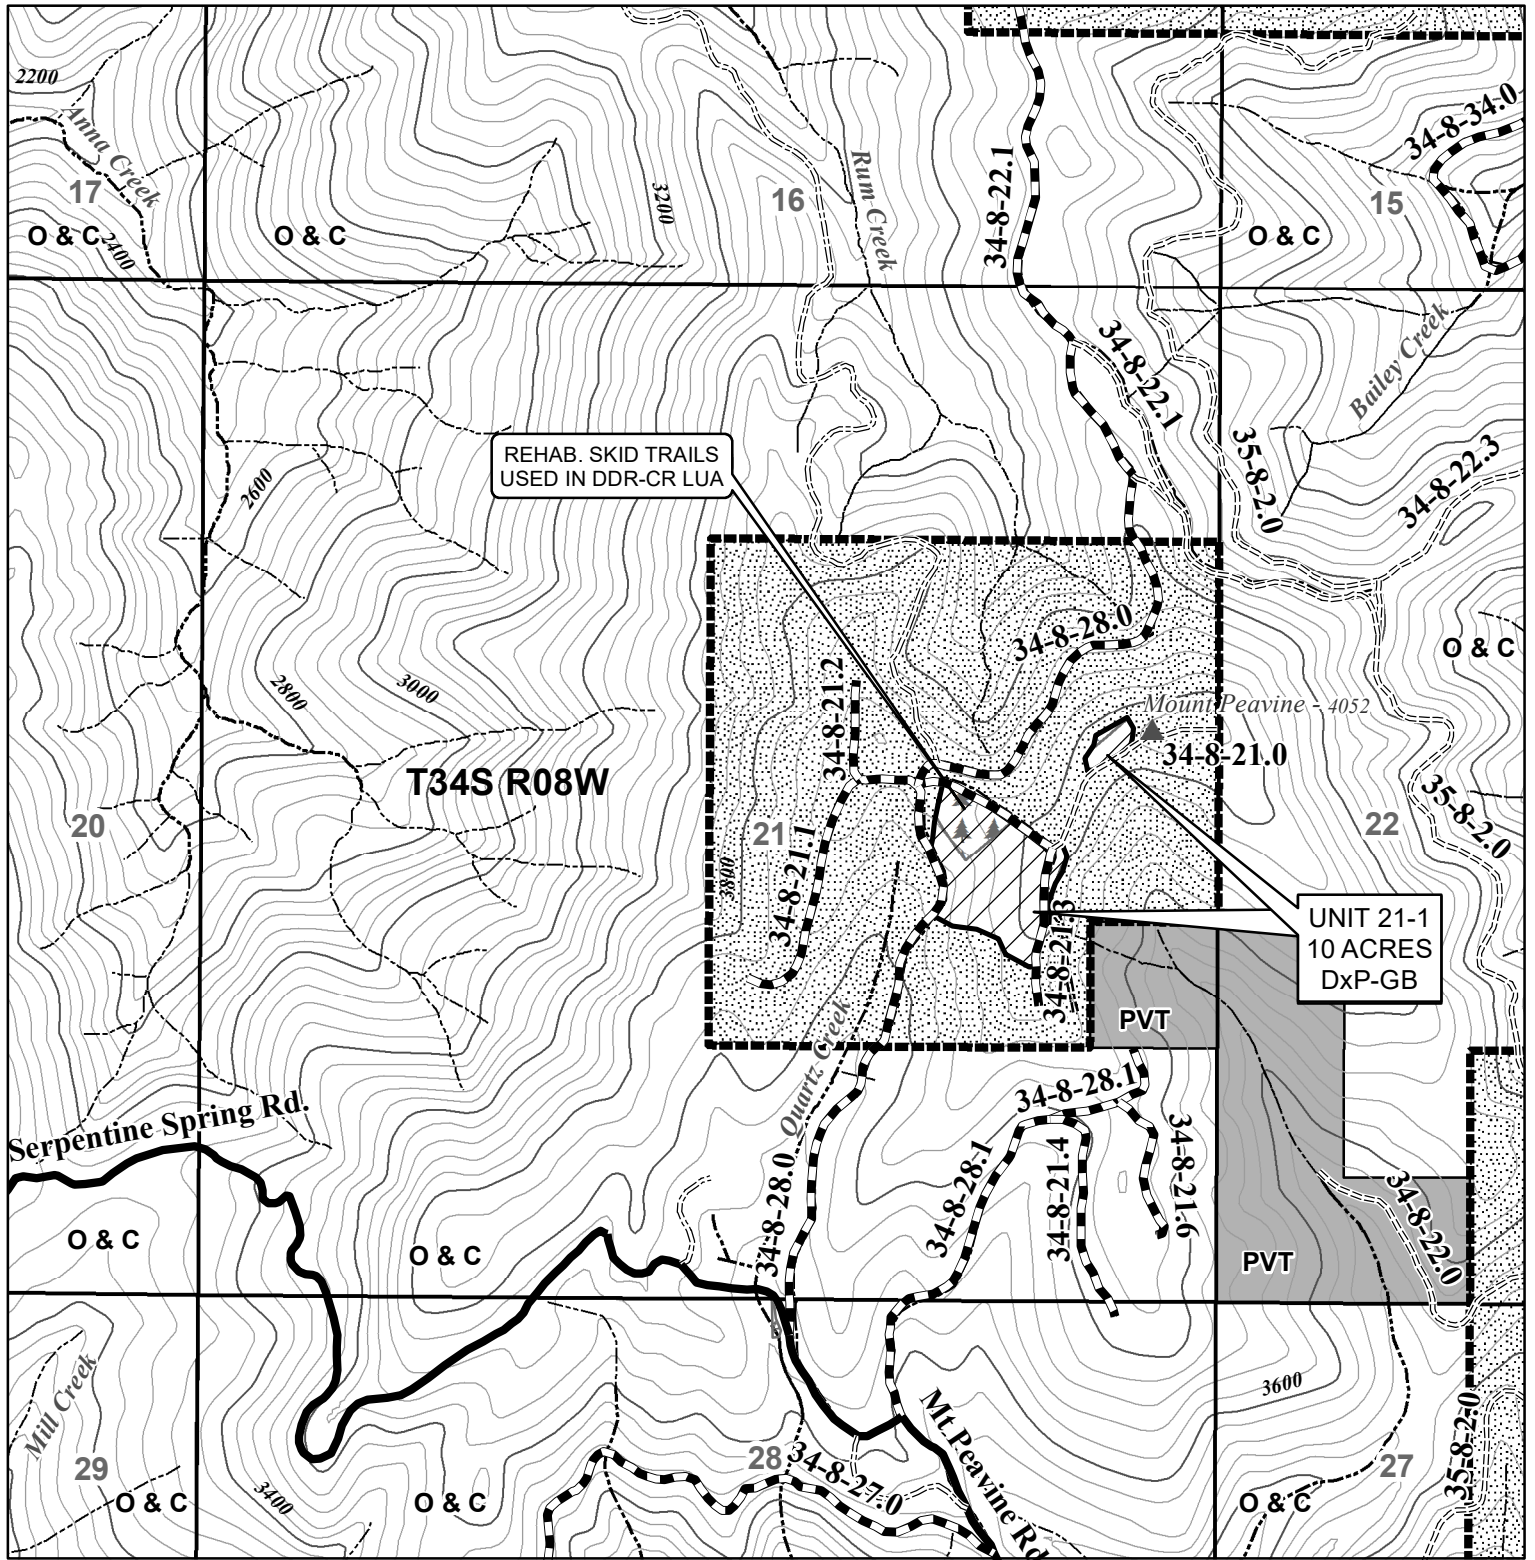 2200
Anna Creek
17
O & C
2400
O & C
3200
16
Rum Creek
34-8-22.1
15
O & C
34-8-34.0
34-8-22.1
Bailey Creek
35-8-2.0
34-8-22.3
REHAB. SKID TRAILS
USED IN DDR-CR LUA
2600
2800
3000
T34S R08W
20
34-8-28.0
34-8-21.2
O & C
Mount Peavine - 4052
34-8-21.0
21
34-8-21.1
3800
22
35-8-2.0
34-8-21.3
UNIT 21-1
10 ACRES
DxP-GB
PVT
Quartz Creek
34-8-28.1
Serpentine Spring Rd.
34-8-28.0
34-8-28.1
34-8-21.4
34-8-21.6
34-8-22.0
O & C
O & C
PVT
Mill Creek
29
O & C
3400
O & C
28
34-8-27.0
Mt Peavine Rd
3600
27
O & C
35-8-2.0